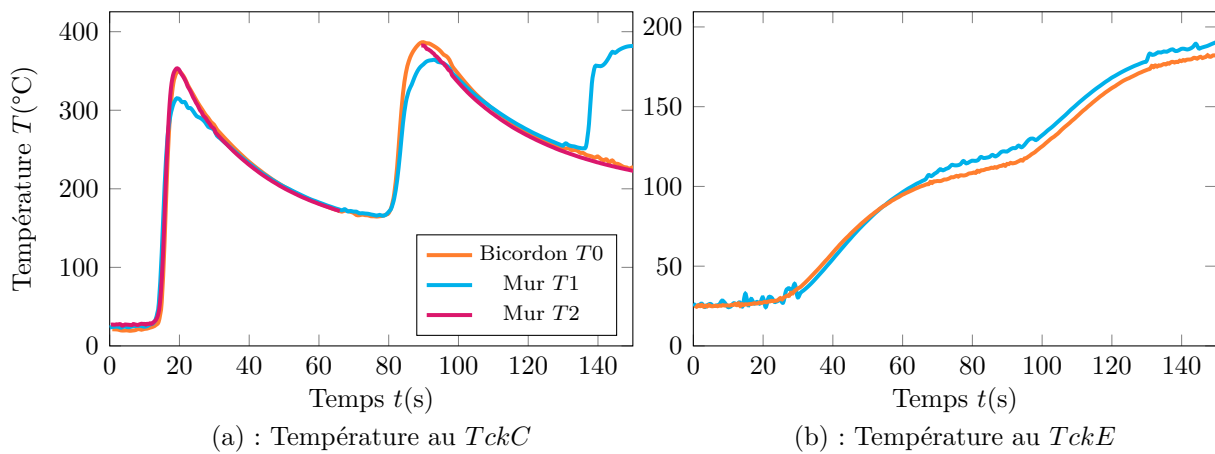 400
300
200
100
0
Température T(°C)
0 20 40 60 80 100 120 140
Temps t(s)
Bicordon T0
Mur T1
Mur T2
(a) : Température au TckC
200
150
100
50
0
0 20 40 60 80 100 120 140
Temps t(s)
(b) : Température au TckE